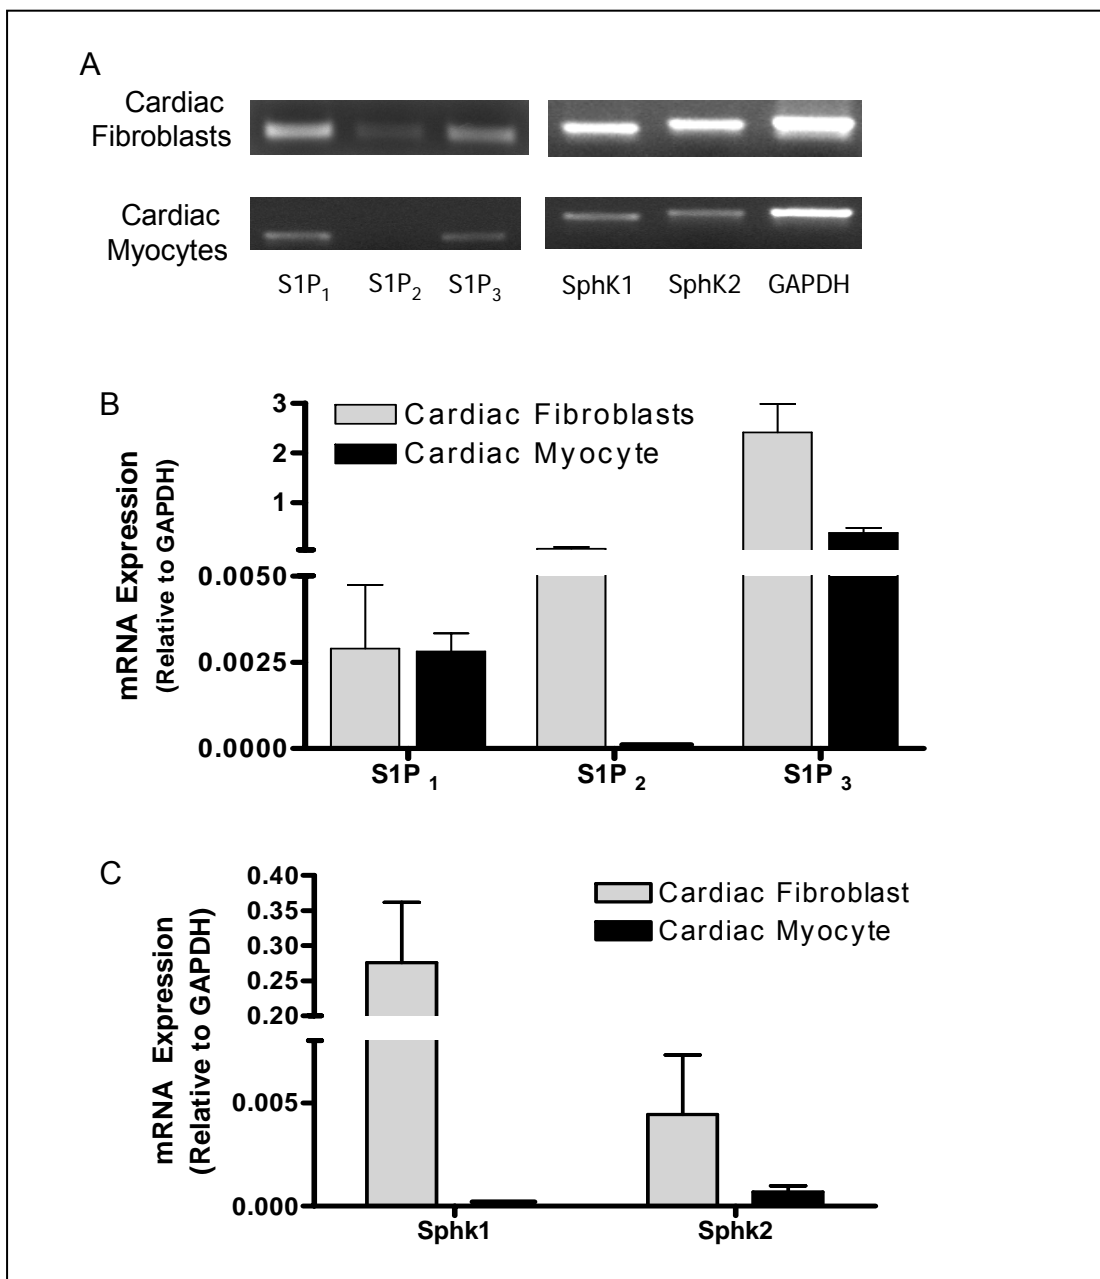 A
Cardiac
Fibroblasts
Cardiac
Myocytes
S1P1 S1P2 S1P3 SphK1 SphK2 GAPDH
B
Cardiac Fibroblasts
Cardiac Myocyte
mRNA Expression
(Relative to GAPDH)
3
2
1
0.0050
0.0025
0.0000
S1P 1 S1P 2 S1P 3
C
Cardiac Fibroblast
Cardiac Myocyte
mRNA Expression
(Relative to GAPDH)
0.40
0.35
0.30
0.25
0.20
0.005
0.000
Sphk1 Sphk2